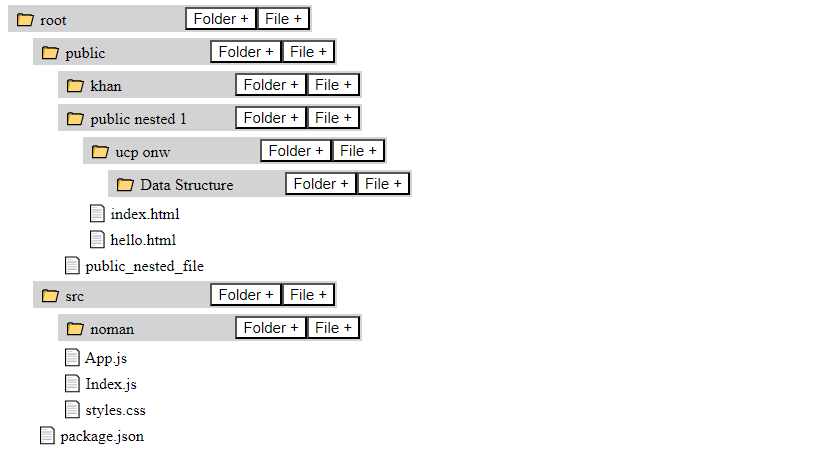 root Folder + File +
public Folder + File +
khan Folder + File +
public nested 1 Folder + File +
ucp onw Folder + File +
Data Structure Folder + File +
index.html
hello.html
public_nested_file
src Folder + File +
noman Folder + File +
App.js
Index.js
styles.css
package.json